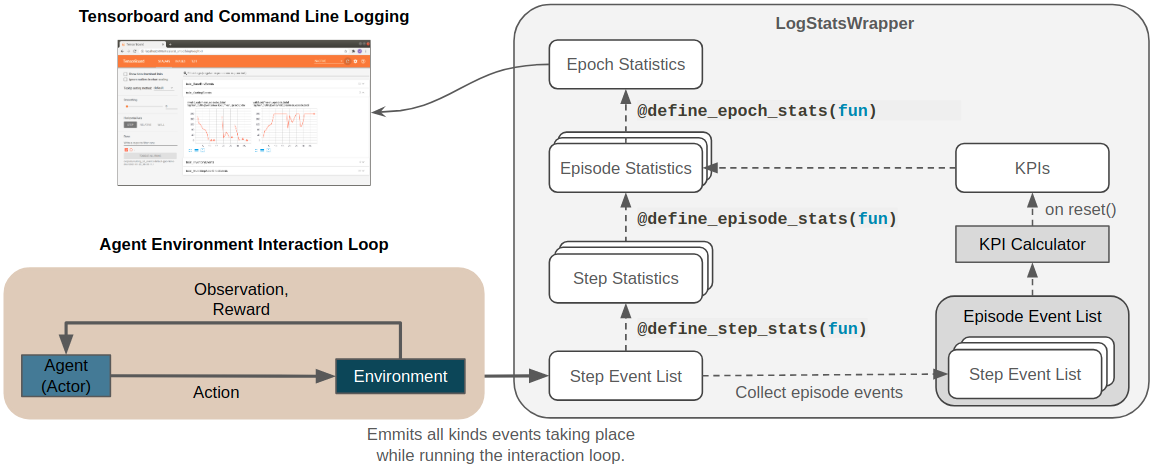 Tensorboard and Command Line Logging
LogStatsWrapper
Epoch Statistics
@define_epoch_stats(fun)
Episode Statistics
KPIs
on reset()
@define_episode_stats(fun)
KPI Calculator
Agent Environment Interaction Loop
Step Statistics
Observation,
Reward
Episode Event List
@define_step_stats(fun)
Agent
(Actor)
Environment
Action
Step Event List
Collect episode events
Step Event List
Emmits all kinds events taking place
while running the interaction loop.